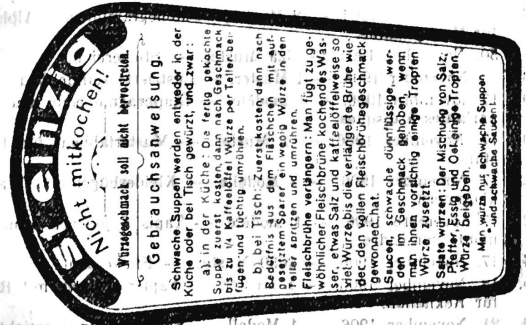 Ist einzig
Nicht mitkochen!
Würzegeschmack soll nicht hervortreten.
Gebrauchsanweisung.
Schwache Suppen werden entweder in der
Küche oder bei Tisch gewürzt, und zwar:
a) in der Küche: Die fertig gekochte
Suppe zuerst kosten, dann nach Geschmack
bis zu ¼ Kaffeelöffel Würze per Teller bei-
fügen und tüchtig umrühren.
b) bei Tisch: Zuerst kosten, dann nach
Bedürfnis aus dem Fläschchen mit auf-
gesetztem Sparer ein wenig Würze in den
Teller spritzen und umrühren.
Fleischbrühe verlängern: Man fügt zu ge-
wöhnlicher Fleischbrühe kochendes Was-
ser, etwas Salz und kaffeelöffelweise so
viel Würze, bis die verlängerte Brühe wie-
der den vollen Fleischbrühegeschmack
gewonnen hat.
Saucen, schwache dünnflüssige, wer-
den im Geschmack gehoben, wenn
man ihnen vorsichtig einige Tropfen
Würze zusetzt.
Salate würzen: Der Mischung von Salz,
Pfeffer, Essig und Oel einige Tropfen
Würze beigeben.
Man würze nur schwache Suppen
und schwache Saucen!